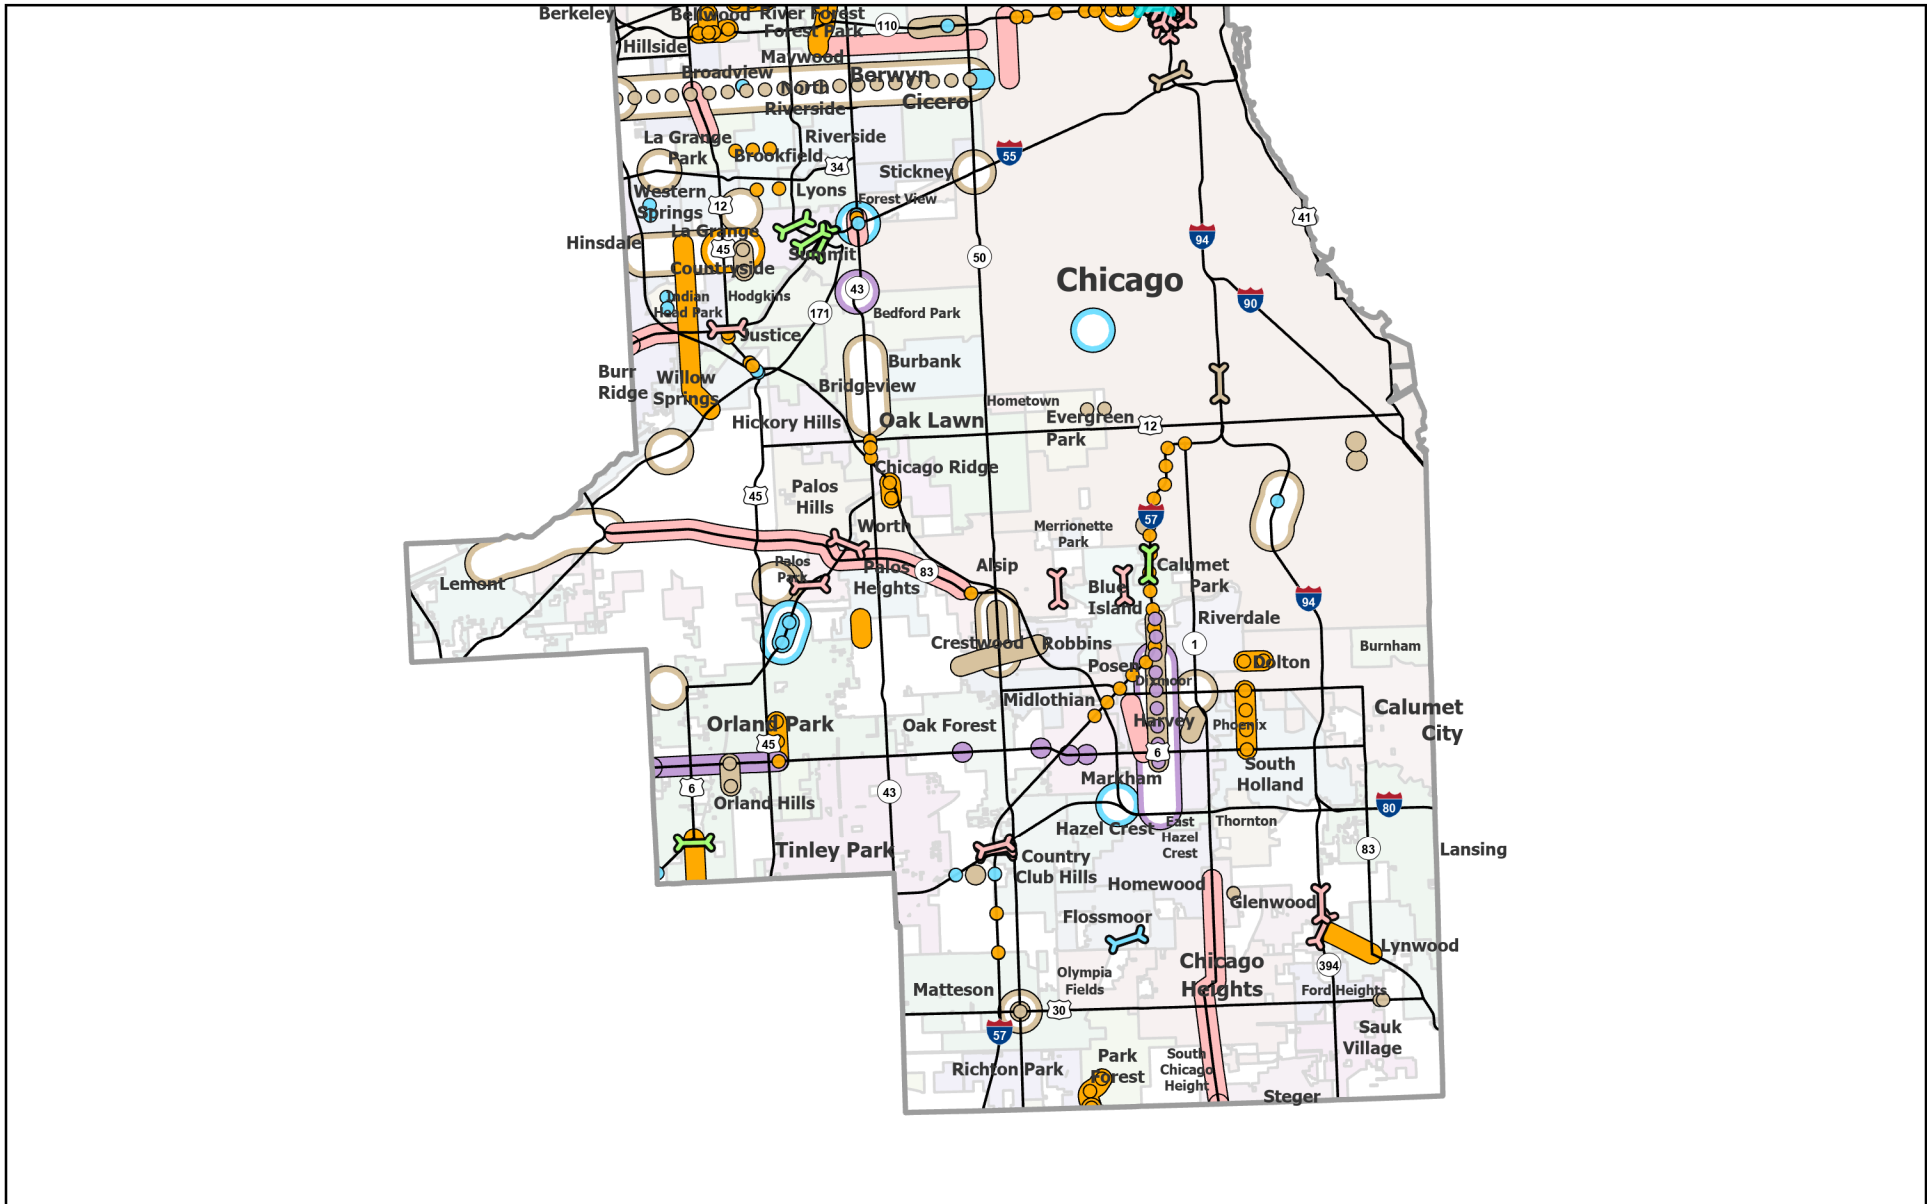 Berkeley
Bellwood
River Forest
Forest Park
110
Hillside
Maywood
Broadview
Berwyn
North
Riverside
Cicero
La Grange
Park
Riverside
Brookfield
34
55
Stickney
Western
Springs
12
Lyons
Forest View
41
La Grange
Hinsdale
45
Summit
94
50
Countyside
Chicago
Indian
Head Park
Hodgkins
43
90
171
Bedford Park
Justice
Burbank
Burr
Ridge
Willow
Springs
Bridgeview
Hometown
Hickory Hills
Oak Lawn
Evergreen
Park
12
Chicago Ridge
Palos
Hills
45
57
Worth
Merrionette
Park
Palos
Park
Palos
Heights
83
Alsip
Calumet
Park
Lemont
Blue
Island
94
Riverdale
Crestwood
Robbins
1
Burnham
Posen
Dolton
Dixmoor
Midlothian
Calumet
City
Orland Park
Oak Forest
Harvey
Phoenix
45
6
South
Holland
6
Markham
43
Orland Hills
80
Hazel Crest
East
Hazel
Crest
Thornton
Tinley Park
Country
Club Hills
83
Lansing
Homewood
Glenwood
Flossmoor
Lynwood
Chicago
Heights
394
Olympia
Fields
Matteson
Ford Heights
30
57
Sauk
Village
Richton Park
Park
Forest
South
Chicago
Height
Steger